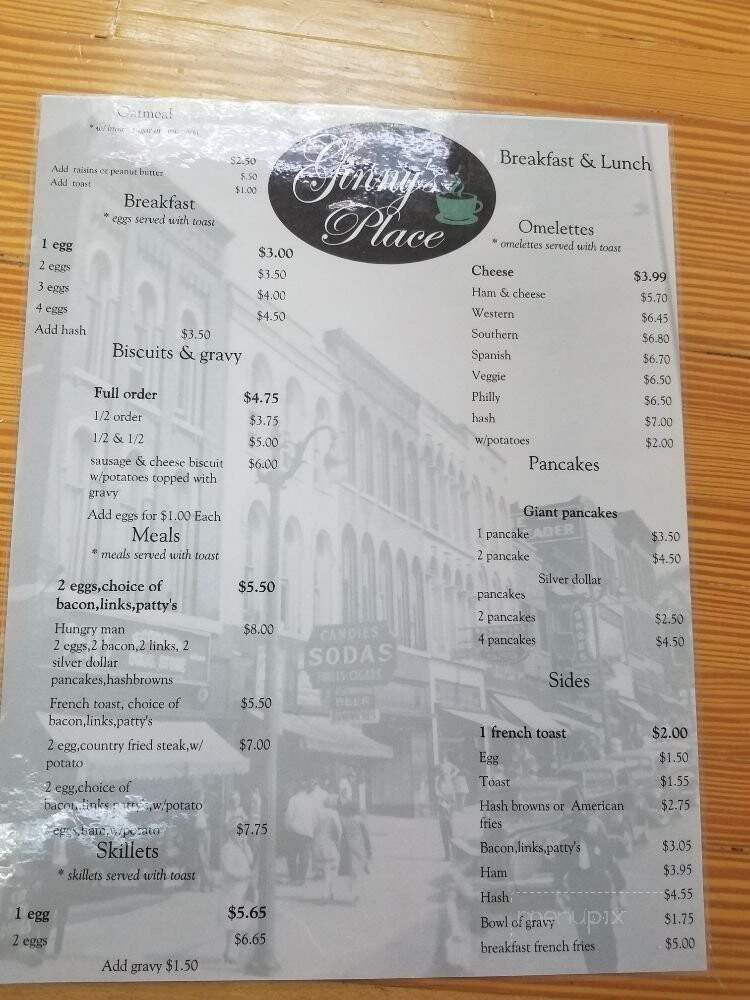 Oatmeal
$2.50
Add raisins or peanut butter $.50
Add toast $1.00
Breakfast
* eggs served with toast
1 egg $3.00
2 eggs $3.50
3 eggs $4.00
4 eggs $4.50
Add hash $3.50
Biscuits & gravy
Full order $4.75
1/2 order $3.75
1/2 & 1/2 $5.00
sausage & cheese biscuit $6.00
w/potatoes topped with
gravy
Add eggs for $1.00 Each
Meals
* meals served with toast
2 eggs,choice of $5.50
bacon,links,patty's
Hungry man $8.00
2 eggs,2 bacon,2 links, 2
silver dollar
pancakes,hashbrowns
French toast, choice of $5.50
bacon,links,patty's
2 egg,country fried steak,w/ $7.00
potato
2 egg,choice of
bacon,links patty's,w/potato
eggs,ham,w/potato $7.75
Skillets
* skillets served with toast
1 egg $5.65
2 eggs $6.65
Add gravy $1.50
Ginny's
Place
Breakfast & Lunch
Omelettes
* omelettes served with toast
Cheese $3.99
Ham & cheese $5.70
Western $6.45
Southern $6.80
Spanish $6.70
Veggie $6.50
Philly $6.50
hash $7.00
w/potatoes $2.00
Pancakes
Giant pancakes
1 pancake $3.50
2 pancake $4.50
Silver dollar
pancakes
2 pancakes $2.50
4 pancakes $4.50
Sides
1 french toast $2.00
Egg $1.50
Toast $1.55
Hash browns or American $2.75
fries
Bacon,links,patty's $3.05
Ham $3.95
Hash $4.55
Bowl of gravy $1.75
breakfast french fries $5.00
CANDIES
SODAS
FRUITS CIGARS
BEER
menupix